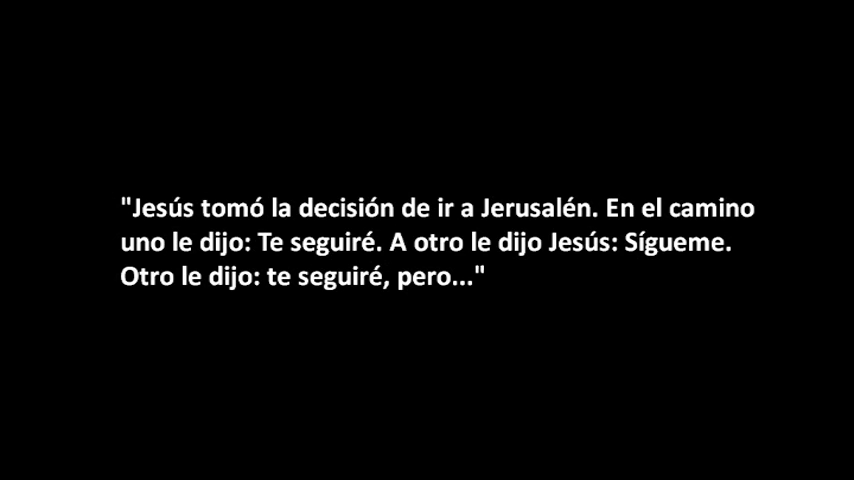 "Jesús tomó la decisión de ir a Jerusalén. En el camino
uno le dijo: Te seguiré. A otro le dijo Jesús: Sígueme.
Otro le dijo: te seguiré, pero..."